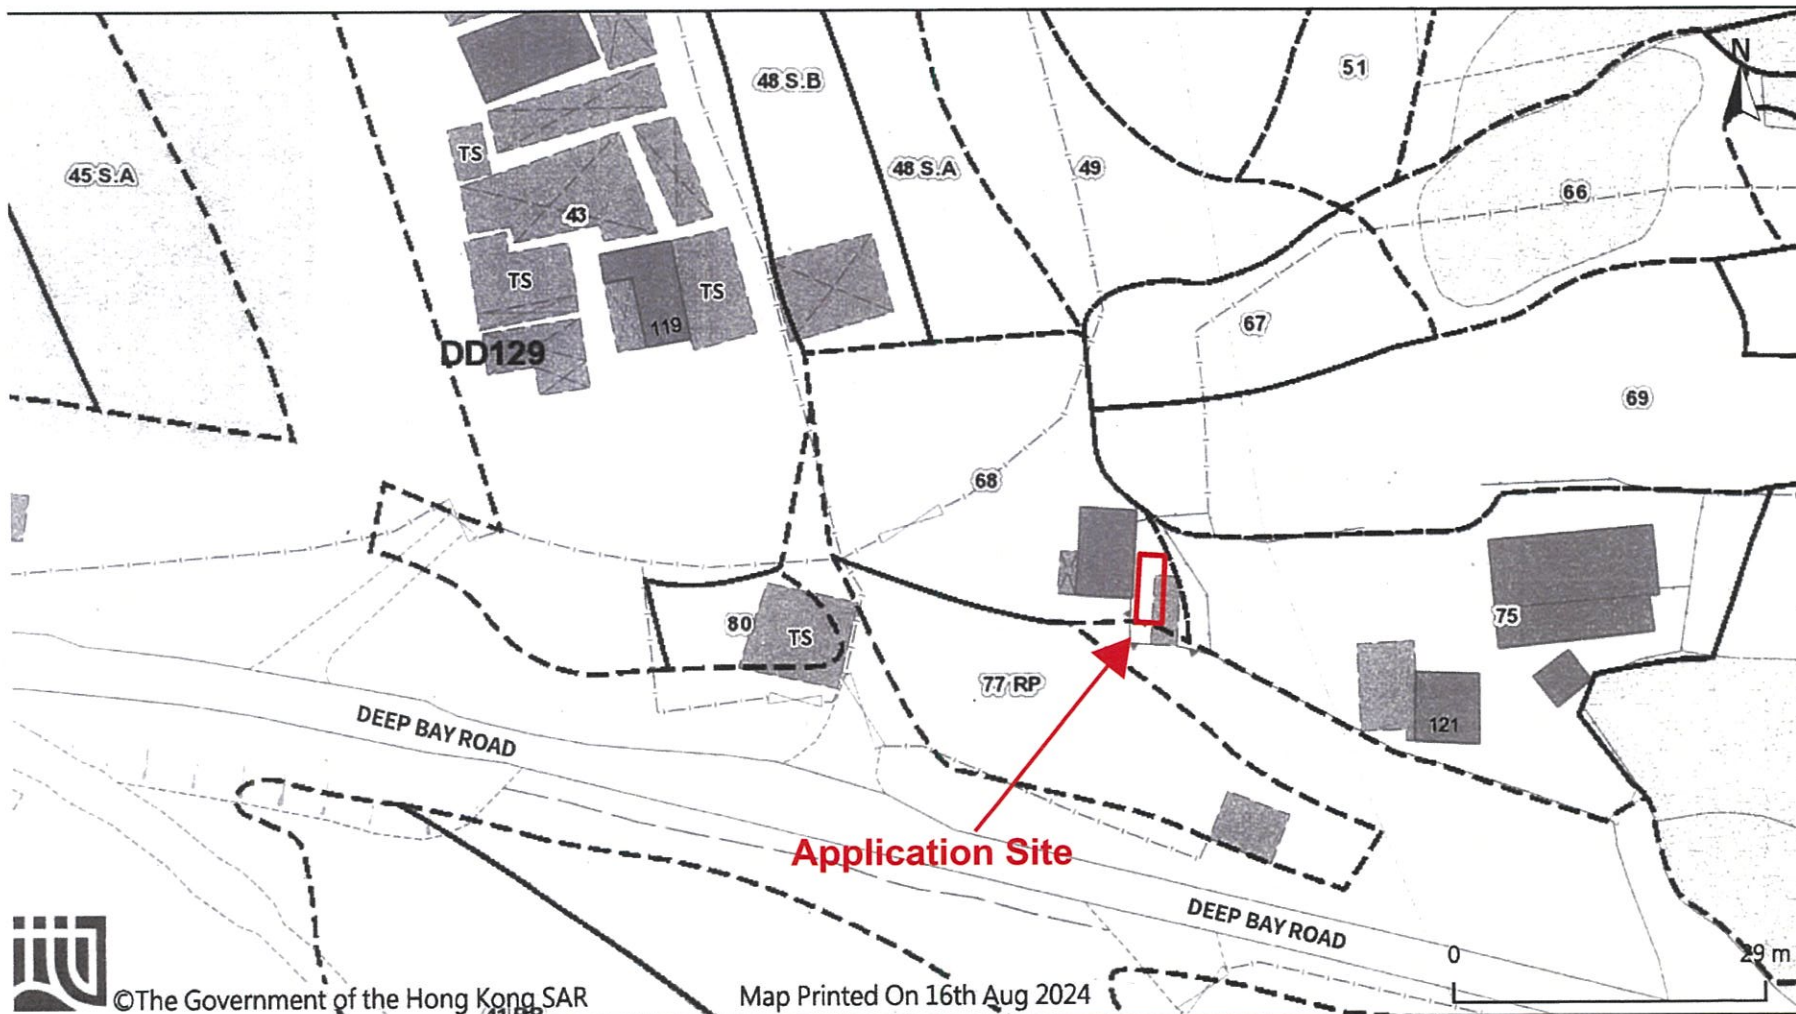 N
51
48 S.B
TS
45 S.A
48 S.A
49
66
43
TS
TS
119
67
DD129
69
68
80
TS
75
77 RP
121
DEEP BAY ROAD
Application Site
DEEP BAY ROAD
0
29 m
©The Government of the Hong Kong SAR
Map Printed On 16th Aug 2024